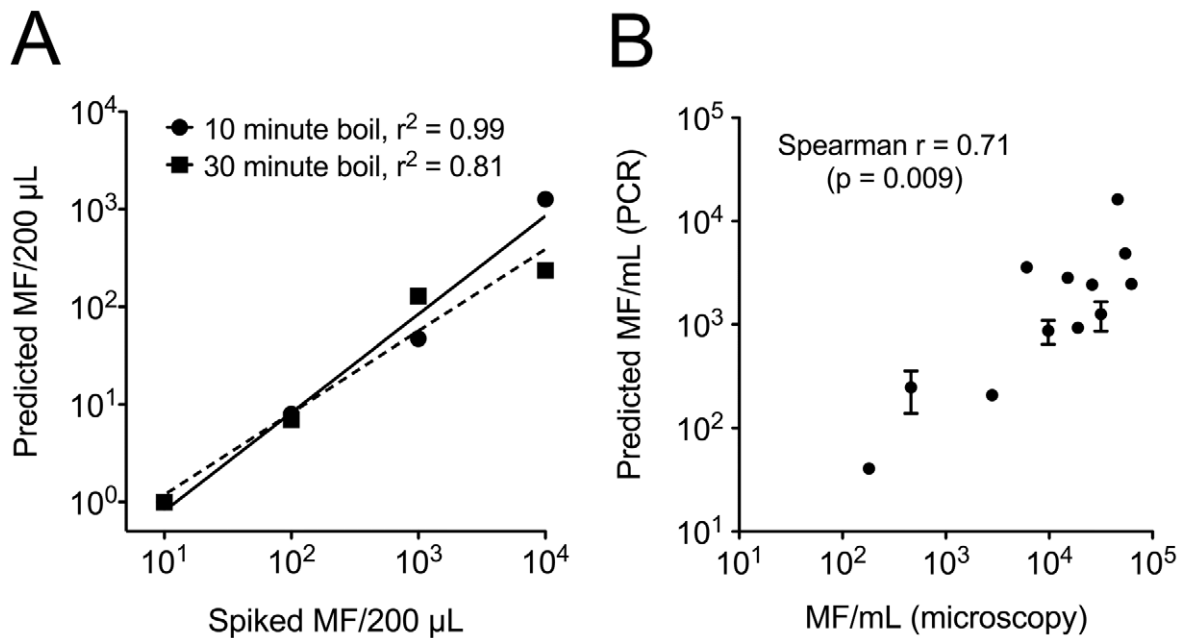 A
10⁴
10³
10²
10¹
10⁰
Predicted MF/200 µL
10 minute boil, r² = 0.99
30 minute boil, r² = 0.81
10¹ 10² 10³ 10⁴
Spiked MF/200 µL
B
10⁵
10⁴
10³
10²
10¹
Predicted MF/mL (PCR)
Spearman r = 0.71
(p = 0.009)
10¹ 10² 10³ 10⁴ 10⁵
MF/mL (microscopy)